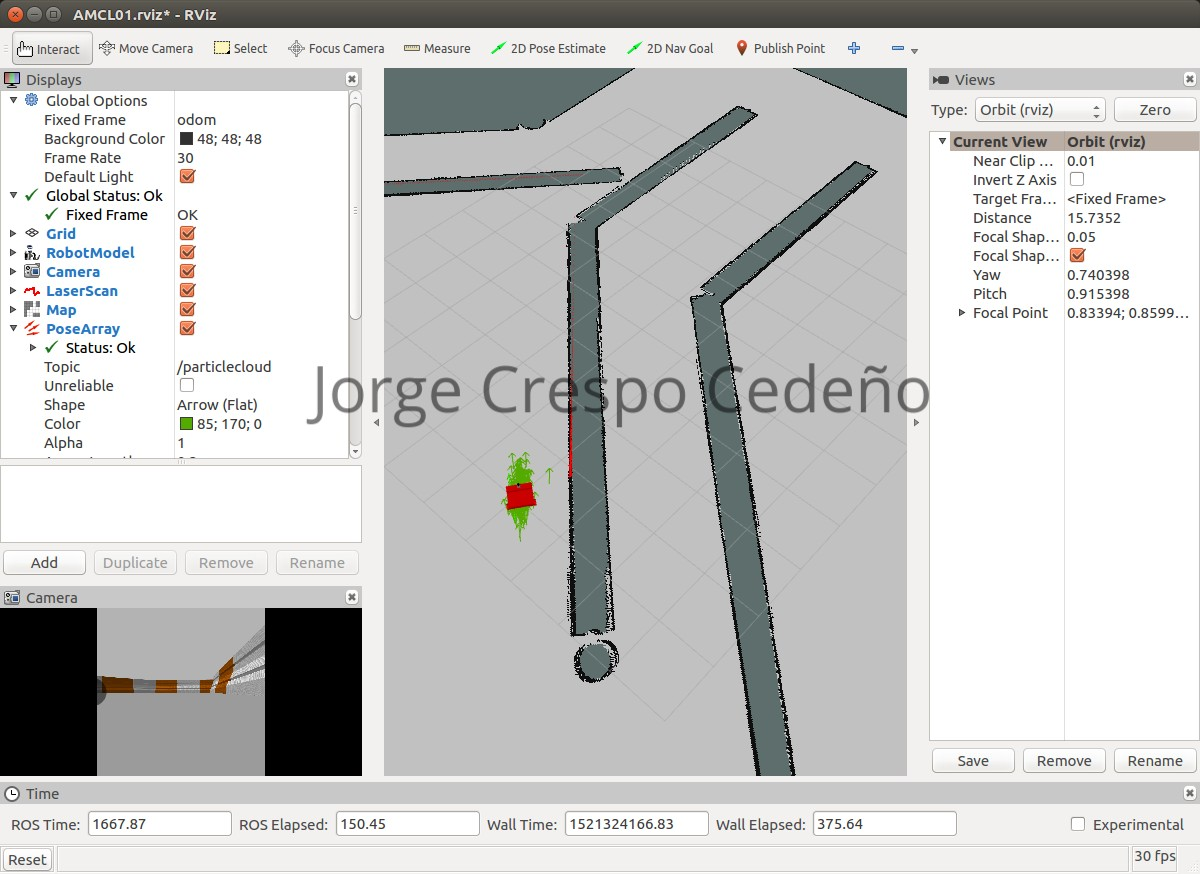 AMCL01.rviz* - RViz
Interact Move Camera Select Focus Camera Measure 2D Pose Estimate 2D Nav Goal Publish Point
Displays
Global Options
Fixed Frame odom
Background Color 48; 48; 48
Frame Rate 30
Default Light
Global Status: Ok
Fixed Frame OK
Grid
RobotModel
Camera
LaserScan
Map
PoseArray
Status: Ok
Topic /particlecloud
Unreliable
Shape Arrow (Flat)
Color 85; 170; 0
Alpha 1
Add Duplicate Remove Rename
Camera
Jorge Crespo Cedeño
Views
Type: Orbit (rviz) Zero
Current View Orbit (rviz)
Near Clip ... 0.01
Invert Z Axis
Target Fra... <Fixed Frame>
Distance 15.7352
Focal Shap... 0.05
Focal Shap...
Yaw 0.740398
Pitch 0.915398
Focal Point 0.83394; 0.8599...
Save Remove Rename
Time
ROS Time: 1667.87 ROS Elapsed: 150.45 Wall Time: 1521324166.83 Wall Elapsed: 375.64 Experimental
Reset 30 fps